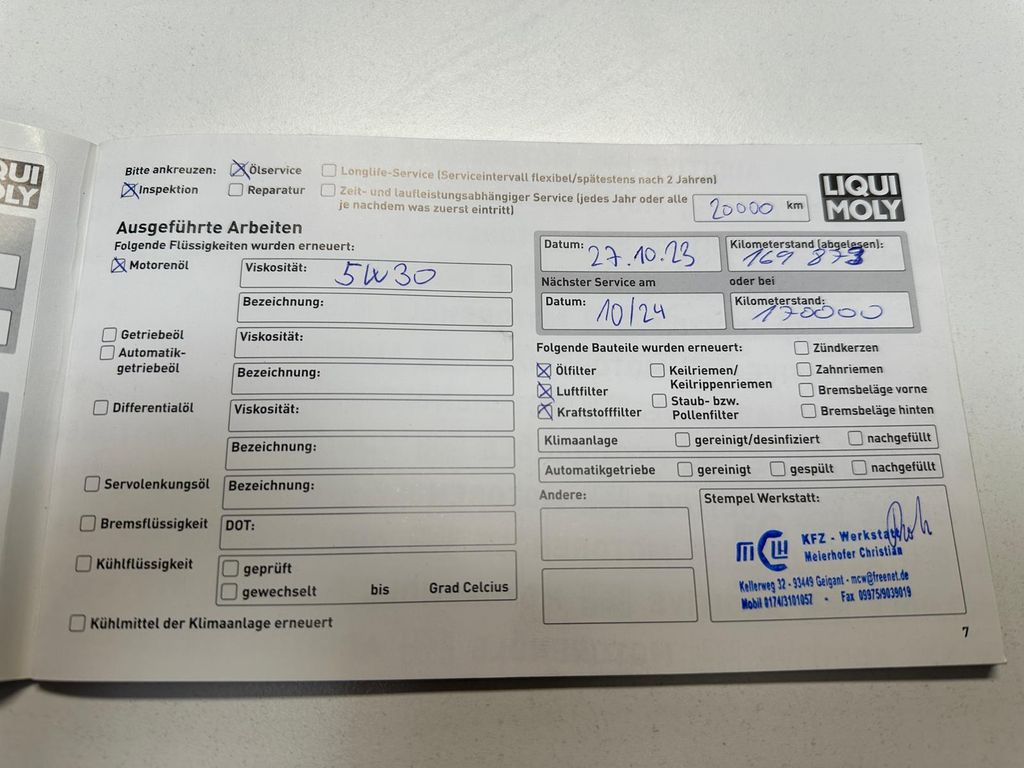 QUI
OLY
Bitte ankreuzen: Ölservice
Inspektion Reparatur
Longlife-Service (Serviceintervall flexibel/spätestens nach 2 Jahren)
Zeit- und laufleistungsabhängiger Service (jedes Jahr oder alle
je nachdem was zuerst eintritt)
20000 km
LIQUI
MOLY
Ausgeführte Arbeiten
Folgende Flüssigkeiten wurden erneuert:
Motorenöl
Viskosität: 5W30
Bezeichnung:
Getriebeöl
Automatik-
getriebeöl
Viskosität:
Bezeichnung:
Differentialöl
Viskosität:
Bezeichnung:
Servolenkungsöl
Bezeichnung:
Bremsflüssigkeit
DOT:
Kühlflüssigkeit
geprüft
gewechselt bis Grad Celcius
Kühlmittel der Klimaanlage erneuert
Datum: 27.10.23
Kilometerstand (abgelesen): 169 873
Nächster Service am oder bei
Datum: 10/24
Kilometerstand: 170000
Folgende Bauteile wurden erneuert:
Ölfilter
Luftfilter
Kraftstofffilter
Keilriemen/
Keilrippenriemen
Staub- bzw.
Pollenfilter
Zündkerzen
Zahnriemen
Bremsbeläge vorne
Bremsbeläge hinten
Klimaanlage gereinigt/desinfiziert nachgefüllt
Automatikgetriebe gereinigt gespült nachgefüllt
Andere:
Stempel Werkstatt:
KFZ - Werkstatt
Meierhofer Christian
Kellerweg 32 - 93449 Geigant - mcw@freenet.de
Mobil 0174/3101057 - Fax 09975/9039019
7